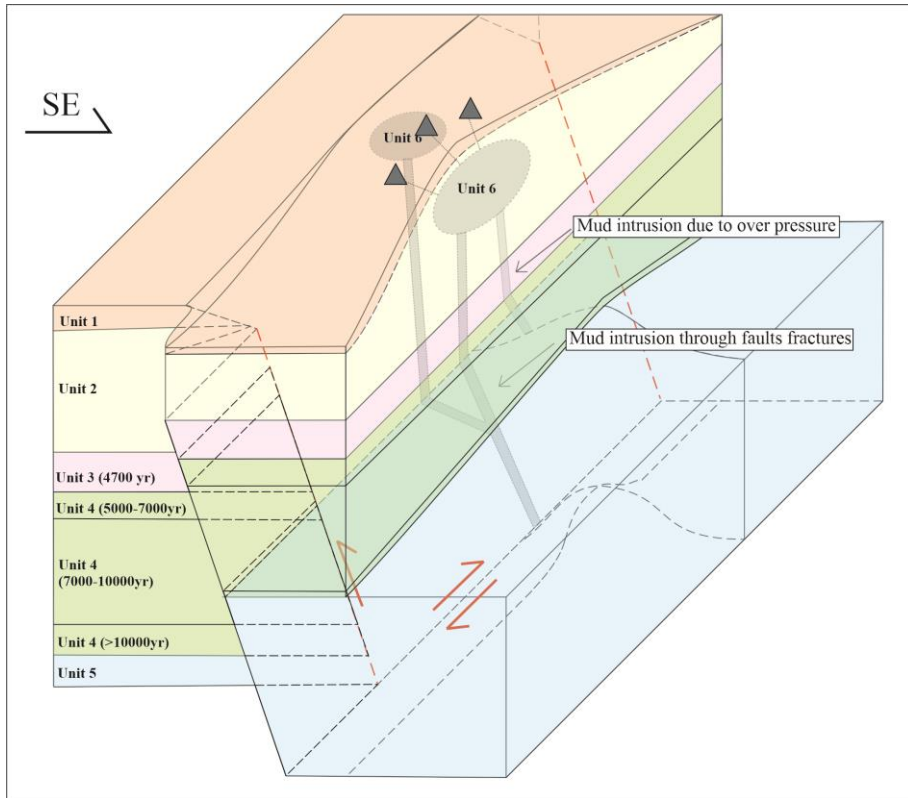 SE
Unit 6
Unit 6
Mud intrusion due to over pressure
Mud intrusion through faults fractures
Unit 1
Unit 2
Unit 3 (4700 yr)
Unit 4 (5000-7000yr)
Unit 4
(7000-10000yr)
Unit 4 (>10000yr)
Unit 5